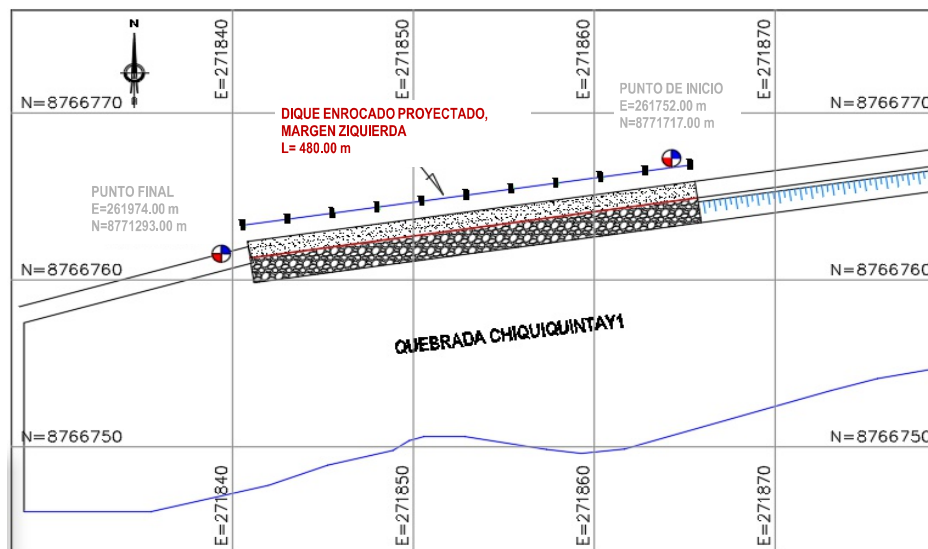 E=271840
E=271850
E=271860
E=271870
N
N=8766770
N=8766770
DIQUE ENROCADO PROYECTADO,
MARGEN ZIQUIERDA
L= 480.00 m
PUNTO DE INICIO
E=261752.00 m
N=8771717.00 m
PUNTO FINAL
E=261974.00 m
N=8771293.00 m
N=8766760
N=8766760
QUEBRADA CHIQUIQUINTAY1
N=8766750
N=8766750
E=271840
E=271850
E=271860
E=271870